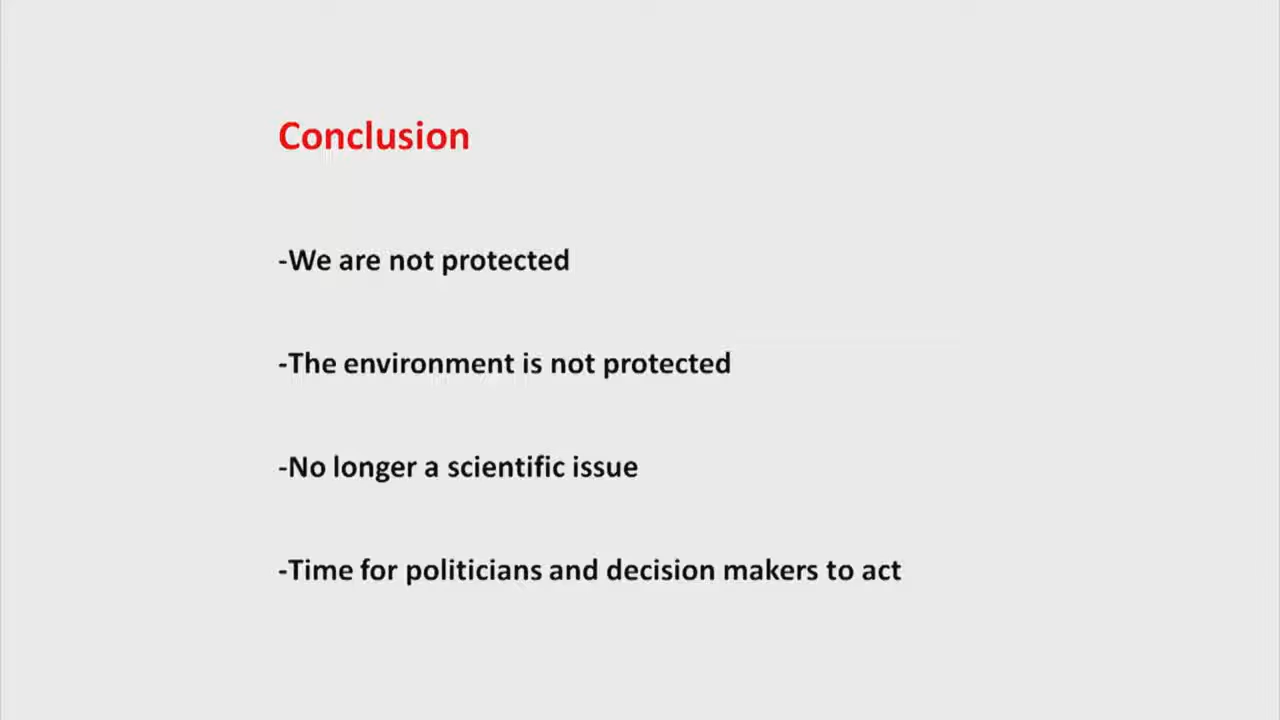 Conclusion
-We are not protected
-The environment is not protected
-No longer a scientific issue
-Time for politicians and decision makers to act